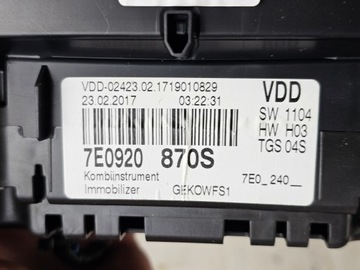 VDD-02423.02.1719010829
23.02.2017 03:22:31
VDD
SW 1104
HW H03
TGS 04S
7E0920 870S
Kombiinstrument 7E0_240__
Immobilizer GEKOWFS1